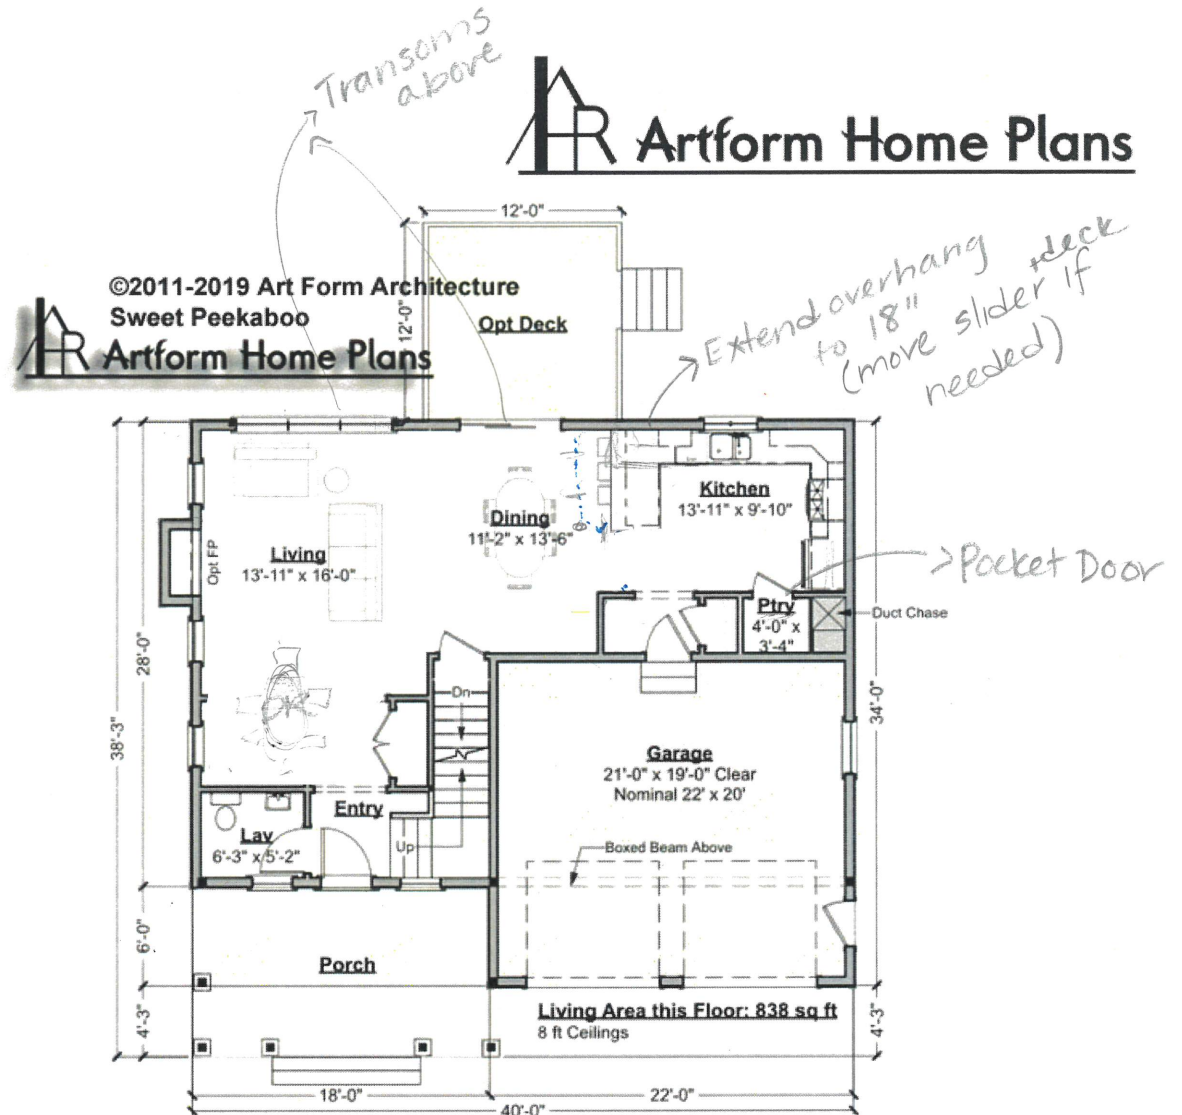 Transoms
above
AHR Artform Home Plans
12'-0"
©2011-2019 Art Form Architecture
Sweet Peekaboo
AHR Artform Home Plans
12'-0"
Opt Deck
Extend overhang
to 18"
(move slider +deck if
needed)
Kitchen
13'-11" x 9'-10"
Dining
11'-2" x 13'-6"
Living
13'-11" x 16'-0"
Opt FP
Pocket Door
Ptry
4'-0" x
3'-4"
Duct Chase
28'-0"
38'-3"
34'-0"
Dn
Garage
21'-0" x 19'-0" Clear
Nominal 22' x 20'
Entry
Lav
6'-3" x 5'-2"
Up
Boxed Beam Above
6'-0"
Porch
4'-3"
Living Area this Floor: 838 sq ft
8 ft Ceilings
4'-3"
18'-0"
22'-0"
40'-0"